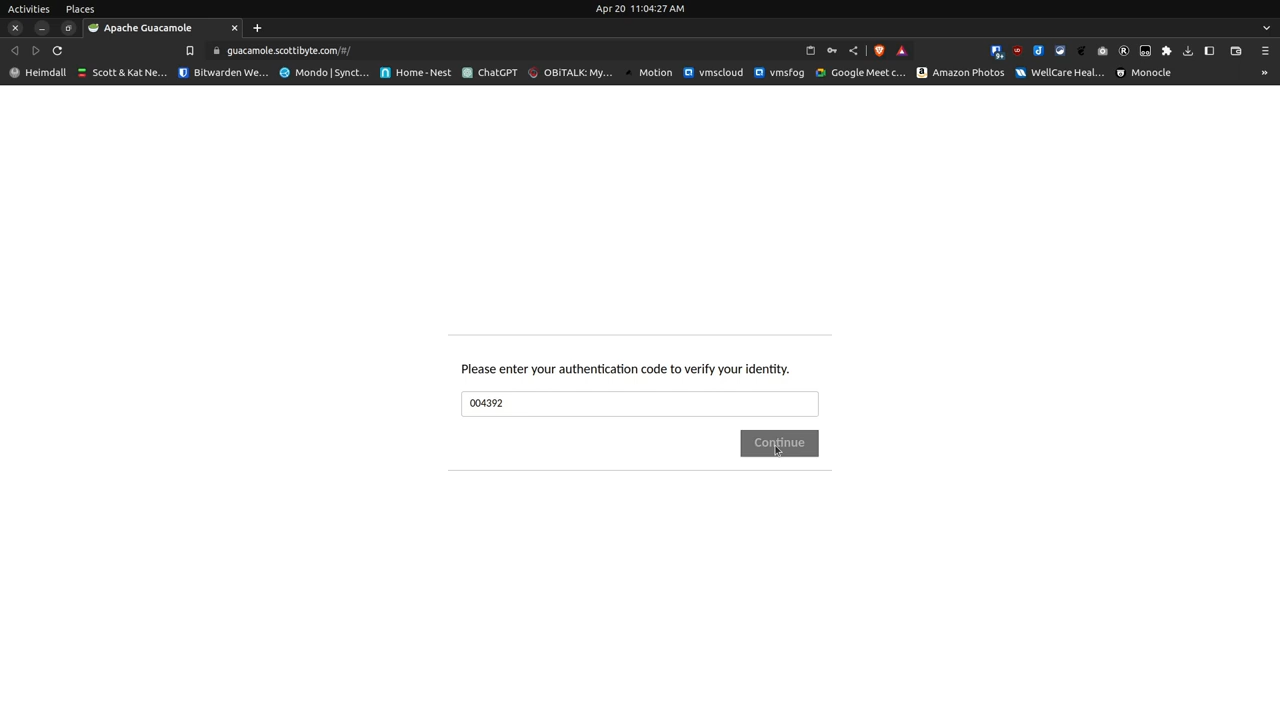 Activities Places Apr 20 11:04:27 AM
Apache Guacamole
guacamole.scottibyte.com/#/
9+
Heimdall Scott & Kat Ne... Bitwarden We... Mondo | Synct... Home - Nest ChatGPT OBiTALK: My... Motion vmscloud vmsfog Google Meet c... Amazon Photos WellCare Heal... Monocle »
Please enter your authentication code to verify your identity.
004392
Continue